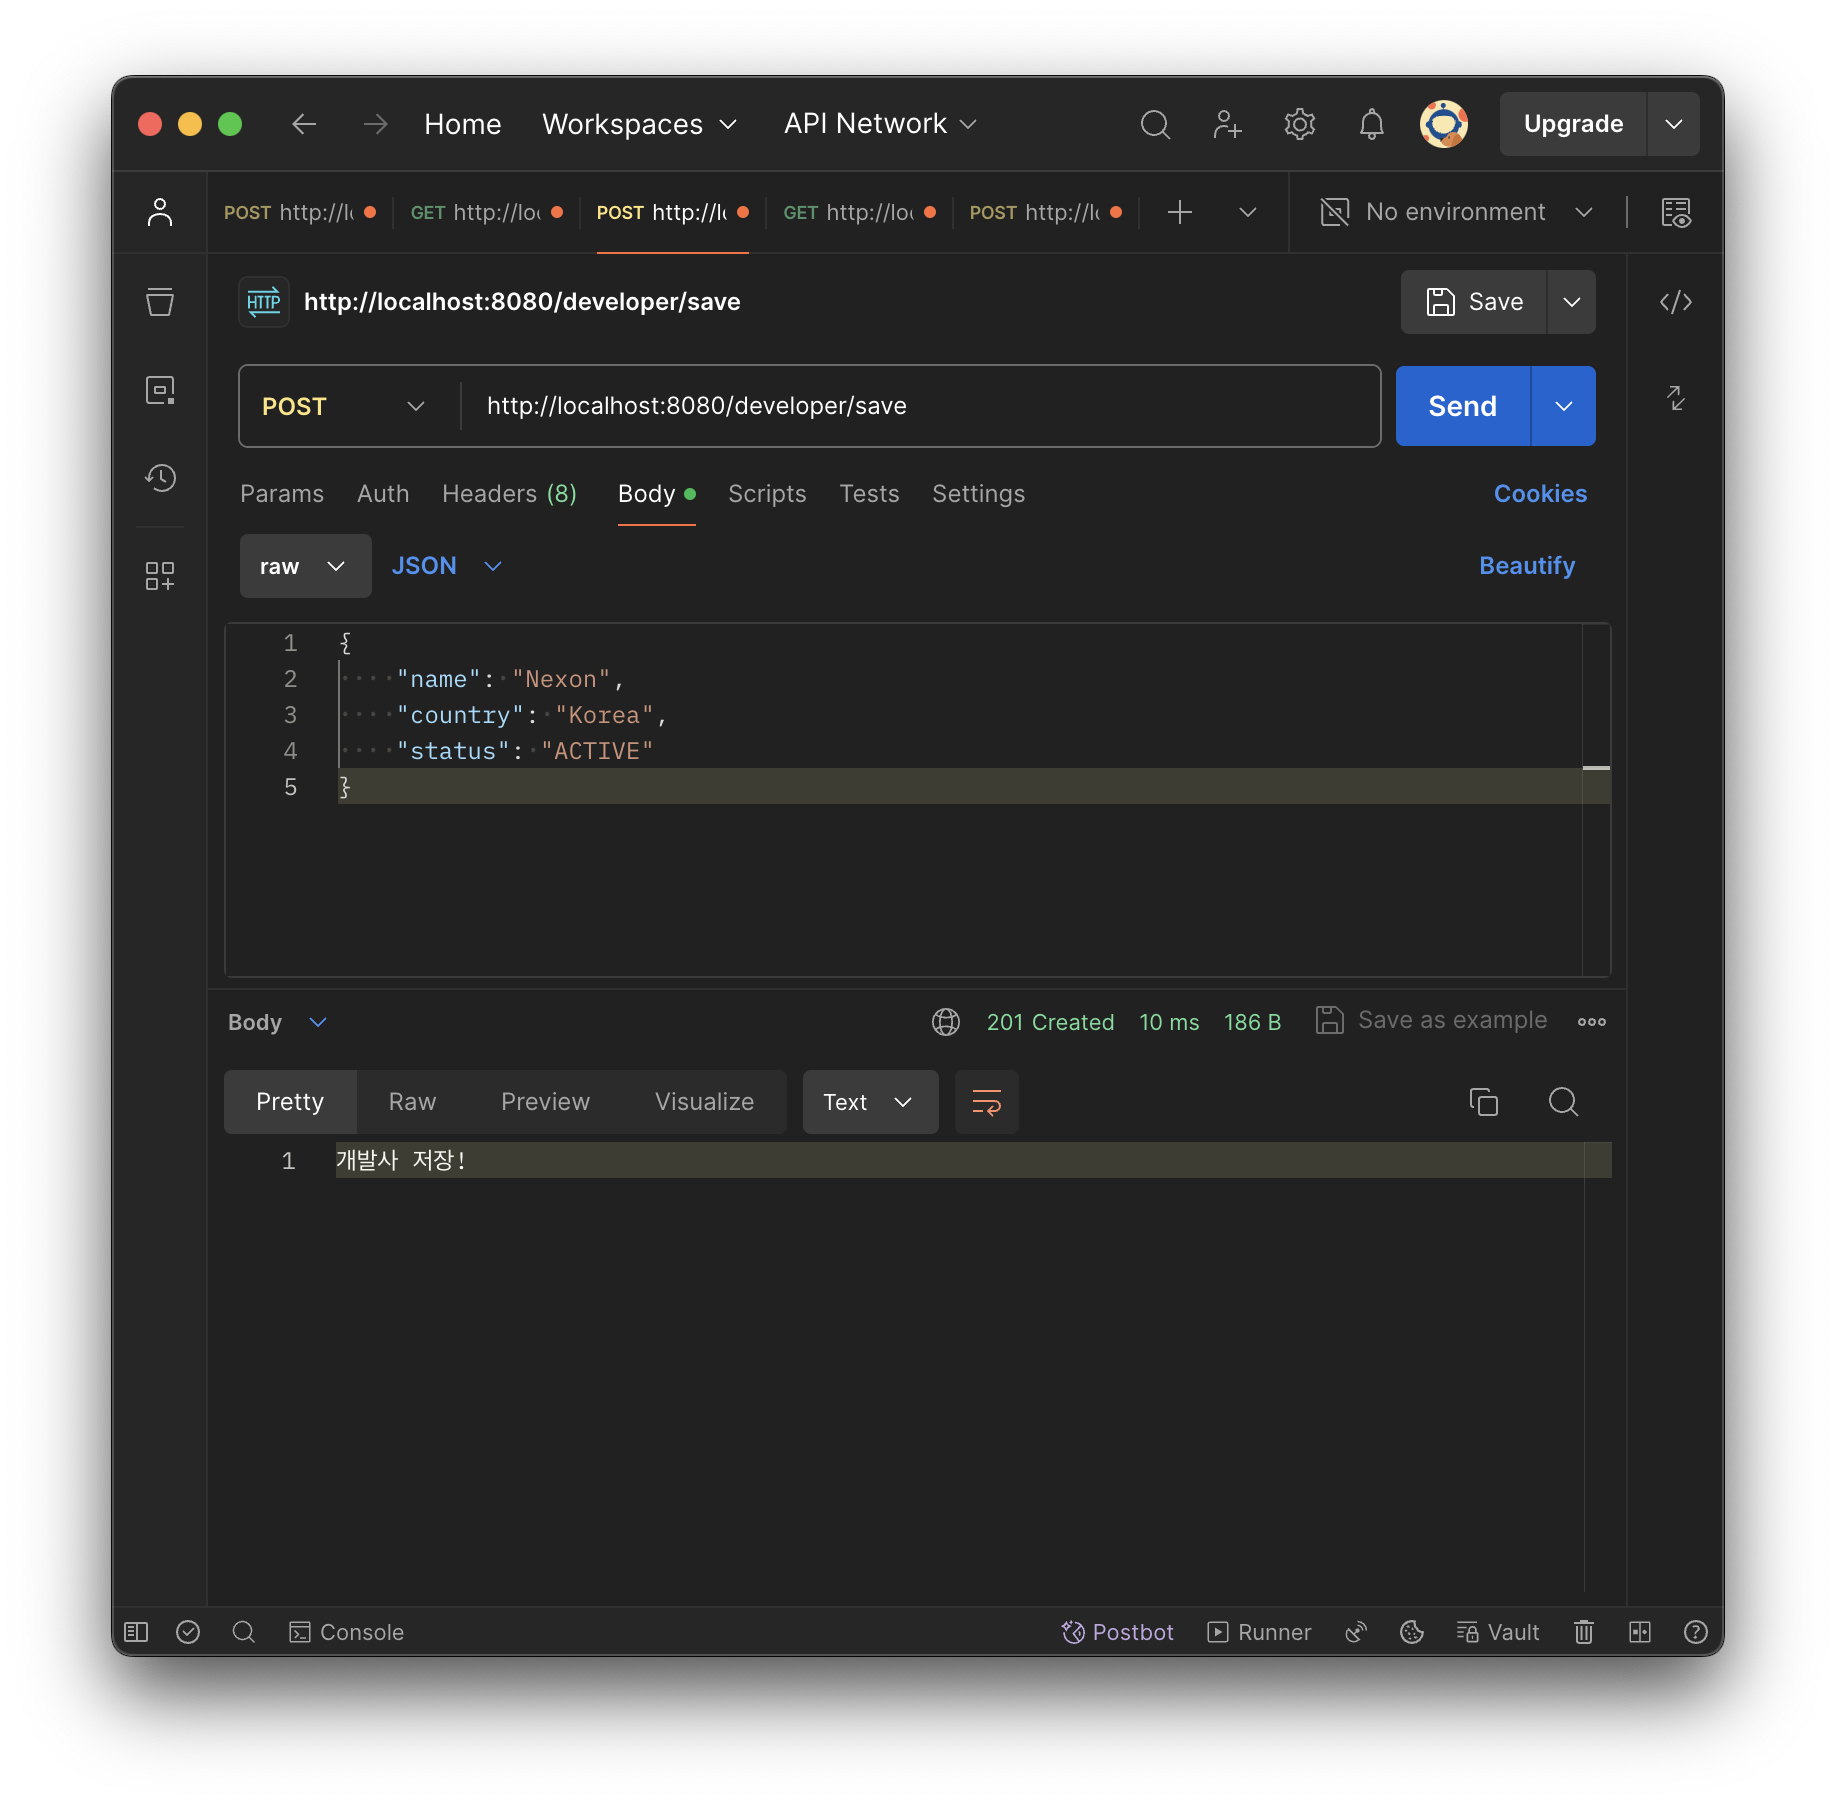 Home Workspaces API Network Upgrade
POST http://l GET http://lo POST http://l GET http://lo POST http://l No environment
HTTP http://localhost:8080/developer/save Save
POST http://localhost:8080/developer/save Send
Params Auth Headers (8) Body Scripts Tests Settings Cookies
raw JSON Beautify
1 {
2 "name": "Nexon",
3 "country": "Korea",
4 "status": "ACTIVE"
5 }
Body 201 Created 10 ms 186 B Save as example
Pretty Raw Preview Visualize Text
1 개발사 저장!
Console Postbot Runner Vault